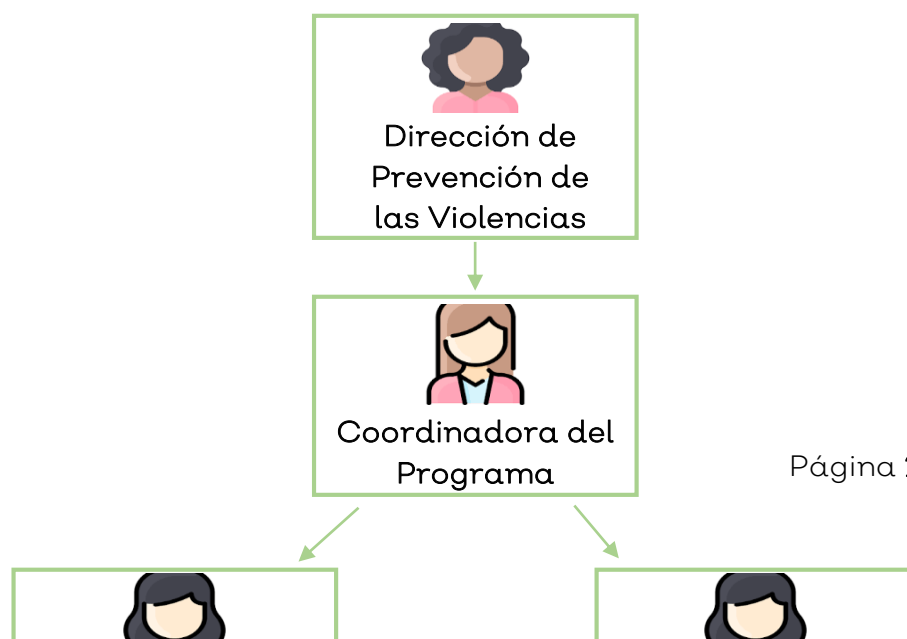 Dirección de
Prevención de
las Violencias
Coordinadora del
Programa
Página